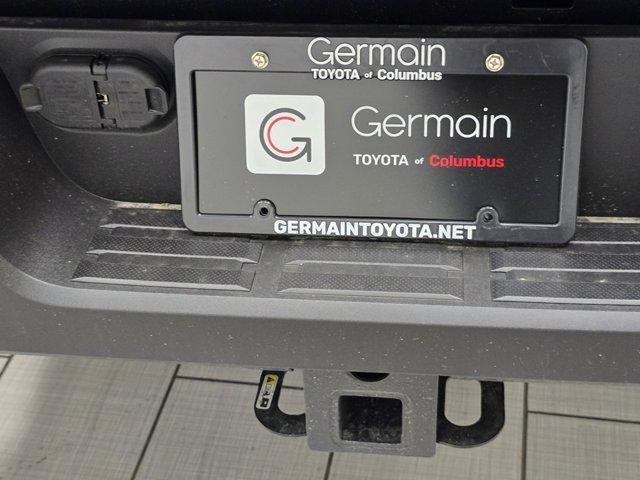 Germain
TOYOTA of Columbus
G
Germain
TOYOTA of Columbus
GERMAINTOYOTA.NET